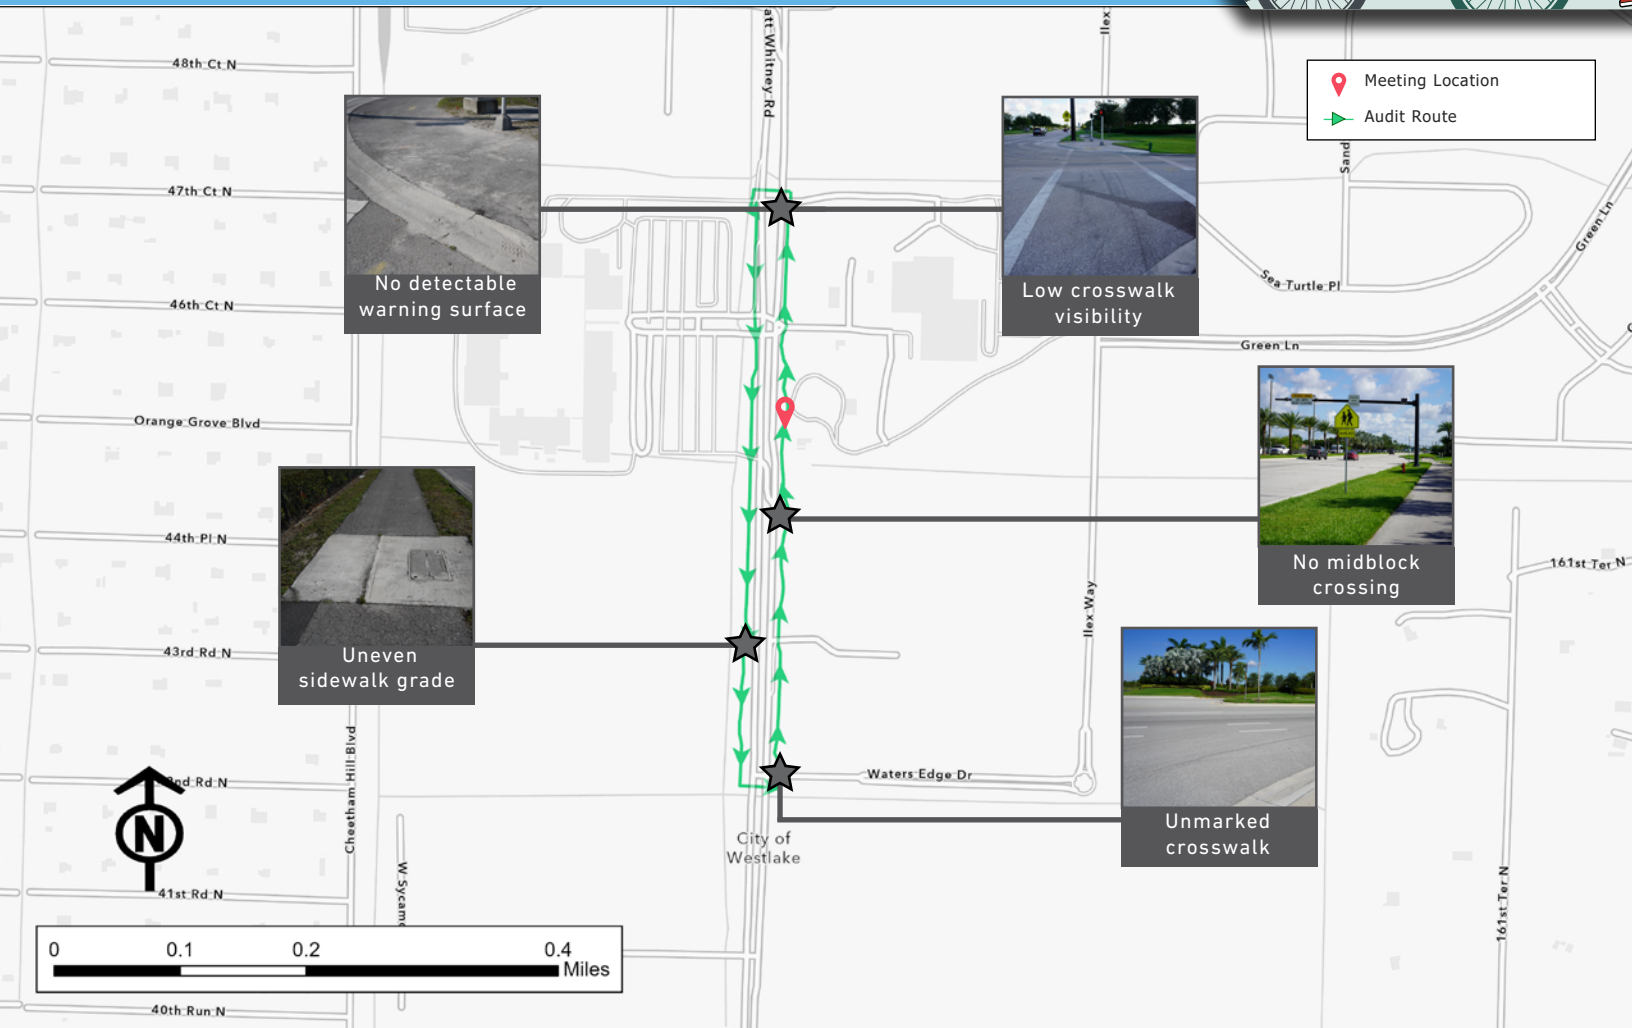 48th Ct N
47th Ct N
46th Ct N
Orange Grove Blvd
44th Pl N
43rd Rd N
41st Rd N
40th Run N
Cheetham Hill Blvd
Whitney Rd
Ilex
Meeting Location
Audit Route
No detectable
warning surface
Low crosswalk
visibility
Sea Turtle Pl
Green Ln
Green Ln
No midblock
crossing
161st Ter N
Ilex Way
Uneven
sidewalk grade
Waters Edge Dr
Unmarked
crosswalk
City of
Westlake
161st Ter N
N
0 0.1 0.2 0.4
Miles